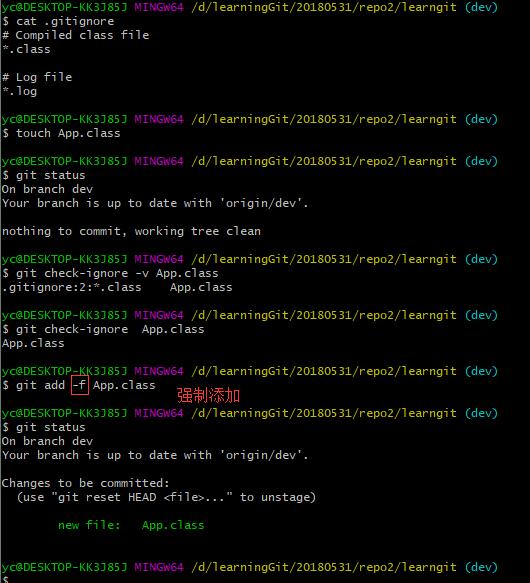 yc@DESKTOP-KK3J85J MINGW64 /d/learningGit/20180531/repo2/learngit (dev)
$ cat .gitignore
# Compiled class file
*.class
# Log file
*.log
yc@DESKTOP-KK3J85J MINGW64 /d/learningGit/20180531/repo2/learngit (dev)
$ touch App.class
yc@DESKTOP-KK3J85J MINGW64 /d/learningGit/20180531/repo2/learngit (dev)
$ git status
On branch dev
Your branch is up to date with 'origin/dev'.
nothing to commit, working tree clean
yc@DESKTOP-KK3J85J MINGW64 /d/learningGit/20180531/repo2/learngit (dev)
$ git check-ignore -v App.class
.gitignore:2:*.class    App.class
yc@DESKTOP-KK3J85J MINGW64 /d/learningGit/20180531/repo2/learngit (dev)
$ git check-ignore  App.class
App.class
yc@DESKTOP-KK3J85J MINGW64 /d/learningGit/20180531/repo2/learngit (dev)
$ git add -f App.class
强制添加
yc@DESKTOP-KK3J85J MINGW64 /d/learningGit/20180531/repo2/learngit (dev)
$ git status
On branch dev
Your branch is up to date with 'origin/dev'.
Changes to be committed:
  (use "git reset HEAD <file>..." to unstage)
        new file:   App.class
yc@DESKTOP-KK3J85J MINGW64 /d/learningGit/20180531/repo2/learngit (dev)
$